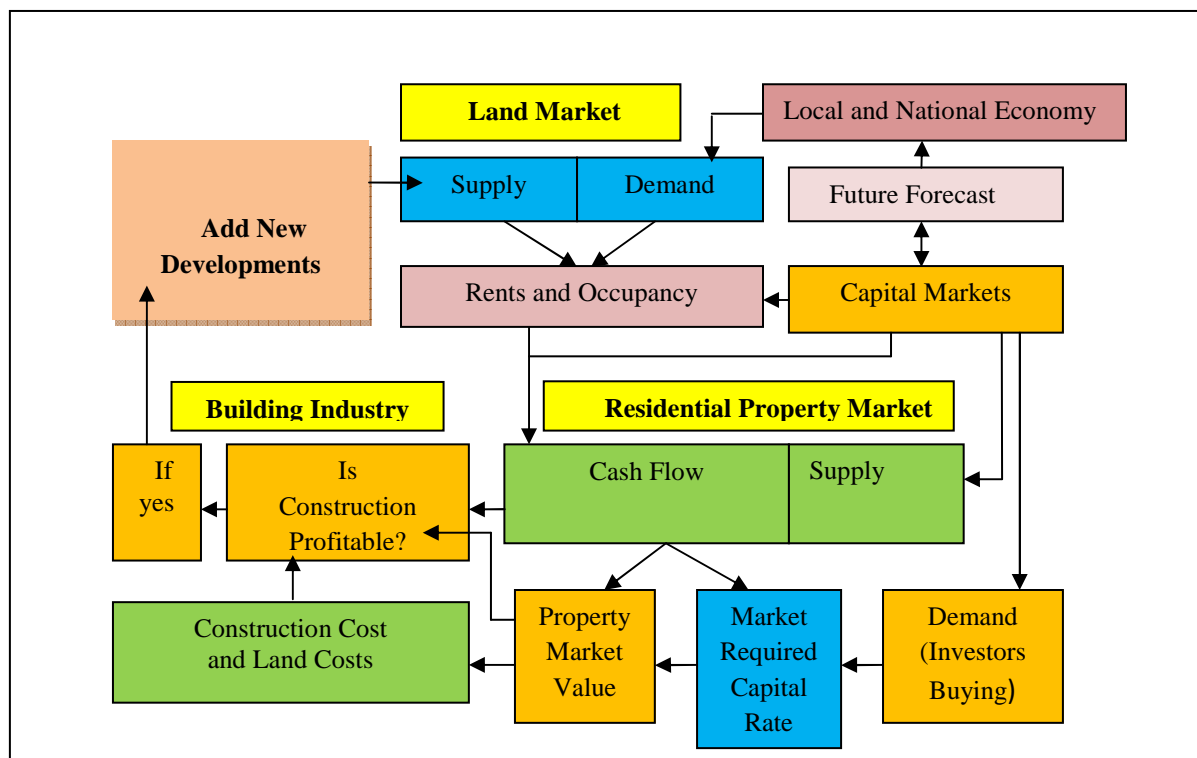 Land Market
Local and National Economy
Supply
Demand
Future Forecast
Add New
Developments
Rents and Occupancy
Capital Markets
Building Industry
Residential Property Market
If
yes
Is
Construction
Profitable?
Cash Flow
Supply
Construction Cost
and Land Costs
Property
Market
Value
Market
Required
Capital
Rate
Demand
(Investors
Buying)